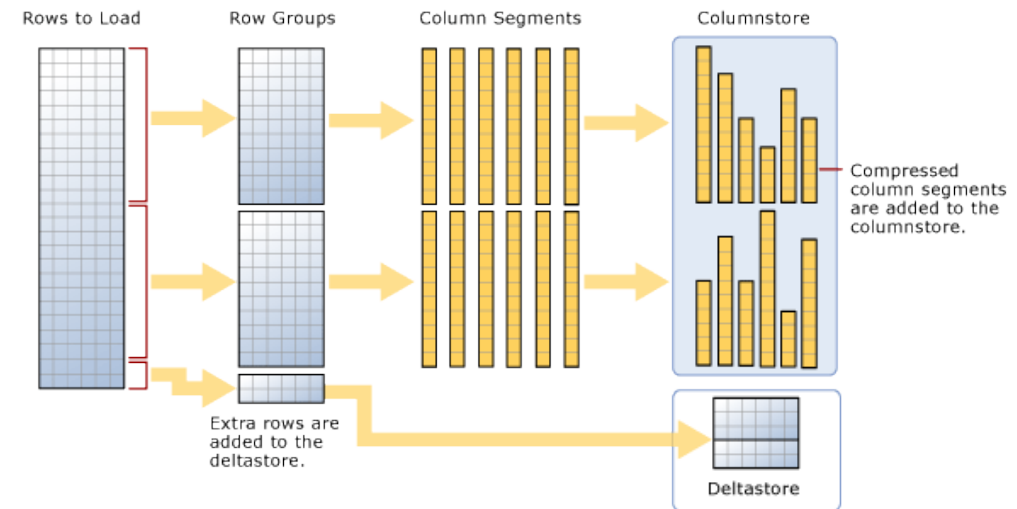 Rows to Load
Row Groups
Column Segments
Columnstore
Compressed
column segments
are added to the
columnstore.
Extra rows are
added to the
deltastore.
Deltastore